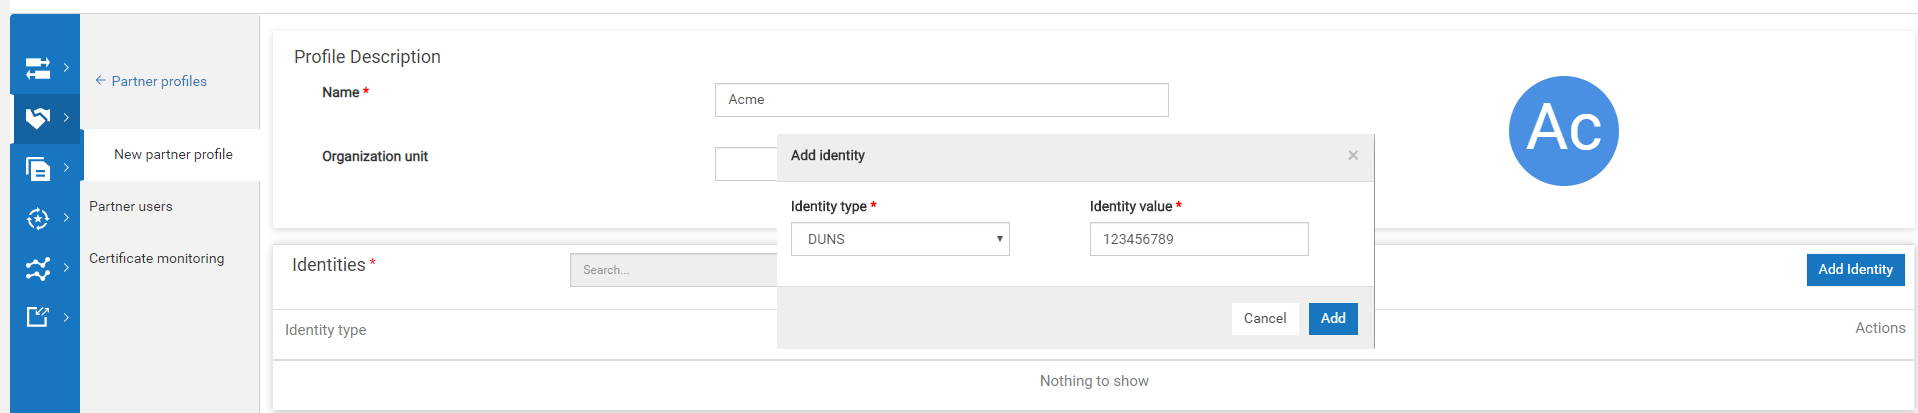 Profile Description
← Partner profiles
Name *
Acme
Ac
New partner profile
Organization unit
Add identity
×
Partner users
Identity type *
Identity value *
DUNS
123456789
Certificate monitoring
Identities *
Search...
Add Identity
Cancel
Add
Identity type
Actions
Nothing to show